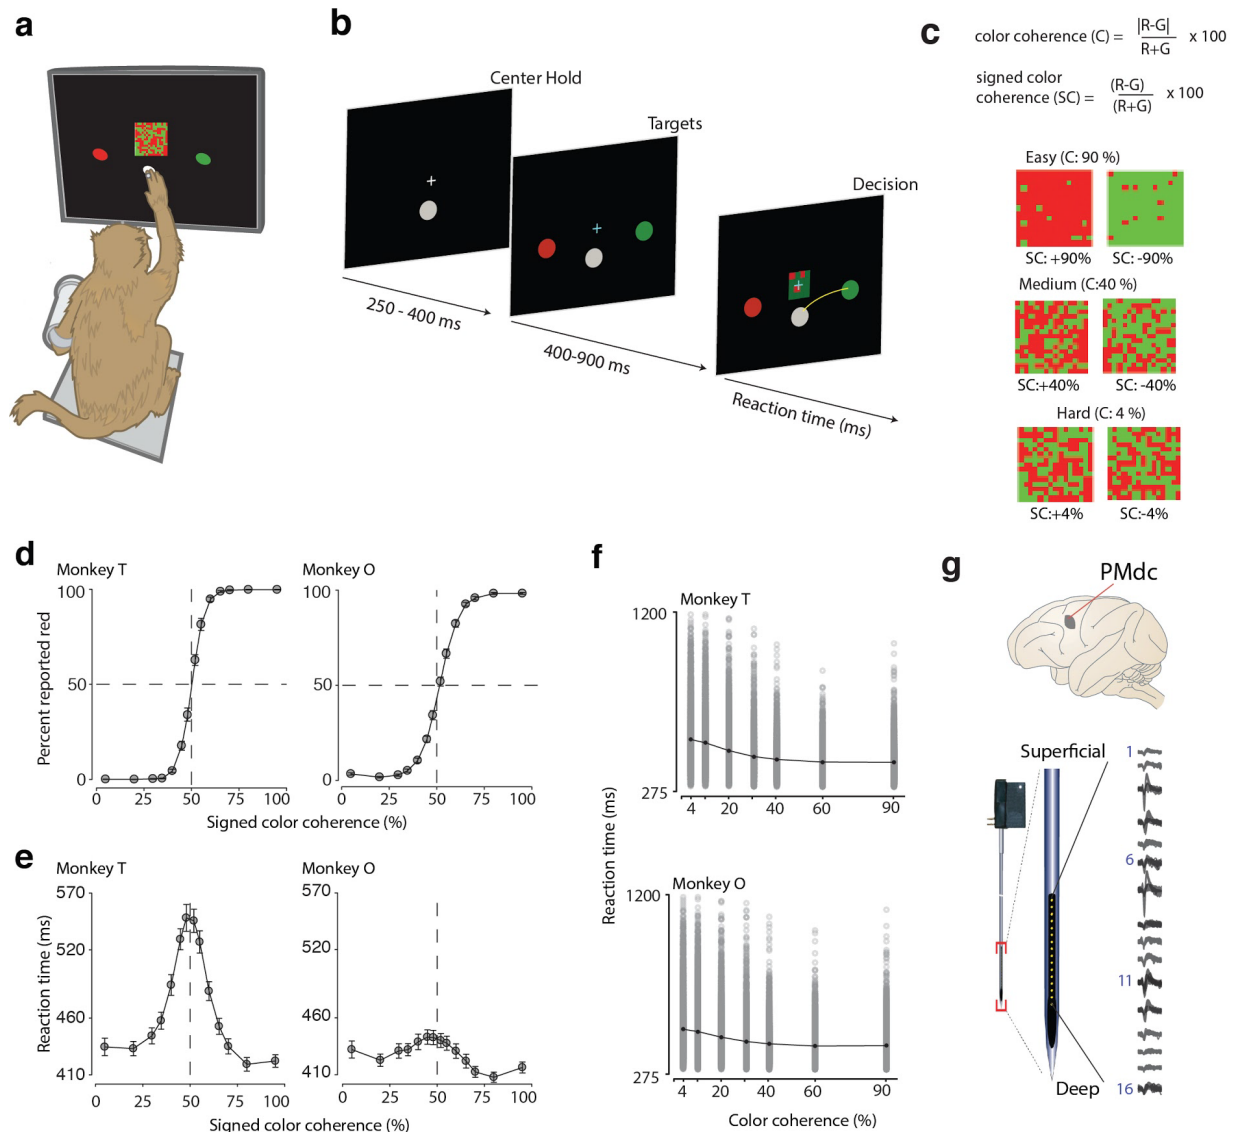 a
b
Center Hold
Targets
Decision
250 - 400 ms
400-900 ms
Reaction time (ms)
c
color coherence (C) = |R-G| / R+G x 100
signed color
coherence (SC) = (R-G) / (R+G) x 100
Easy (C: 90 %)
SC: +90% SC: -90%
Medium (C:40 %)
SC:+40% SC: -40%
Hard (C: 4 %)
SC:+4% SC:-4%
d
Monkey T
Monkey O
Percent reported red
100
50
0
0 25 50 75 100
100
50
0
0 25 50 75 100
Signed color coherence (%)
e
Monkey T
Monkey O
Reaction time (ms)
570
520
460
410
0 25 50 75 100
570
520
460
410
0 25 50 75 100
Signed color coherence (%)
f
Monkey T
1200
275
4 20 40 60 90
Reaction time (ms)
Monkey O
1200
275
4 20 40 60 90
Color coherence (%)
g
PMdc
Superficial
1
6
11
Deep
16